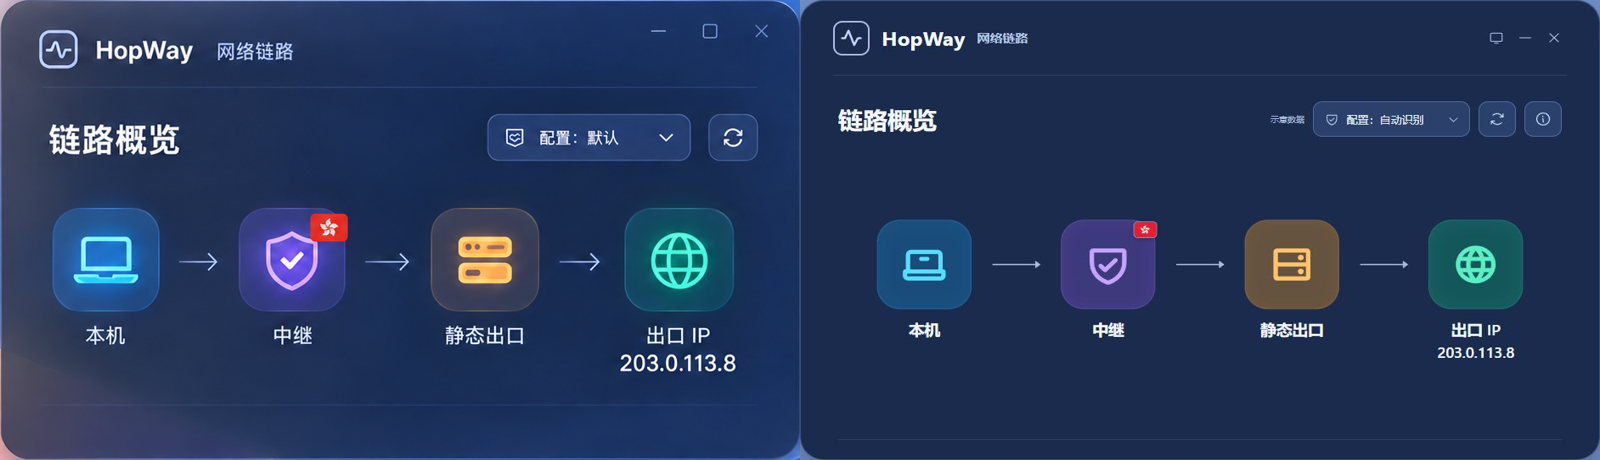 HopWay 网络链路
链路概览
配置：默认
本机
中继
静态出口
出口 IP
203.0.113.8
HopWay 网络链路
链路概览
示意数据
配置：自动识别
本机
中继
静态出口
出口 IP
203.0.113.8